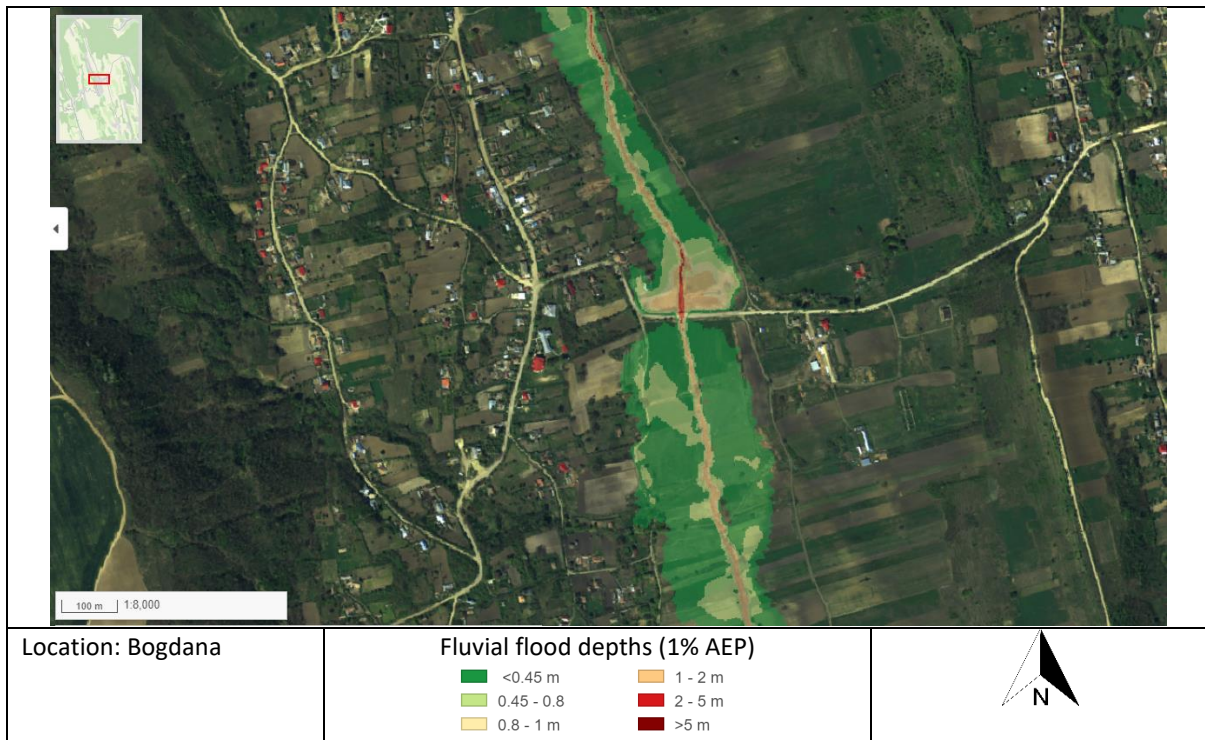 100 m 1:8,000
Location: Bogdana
Fluvial flood depths (1% AEP)
<0.45 m
0.45 - 0.8
0.8 - 1 m
1 - 2 m
2 - 5 m
>5 m
N